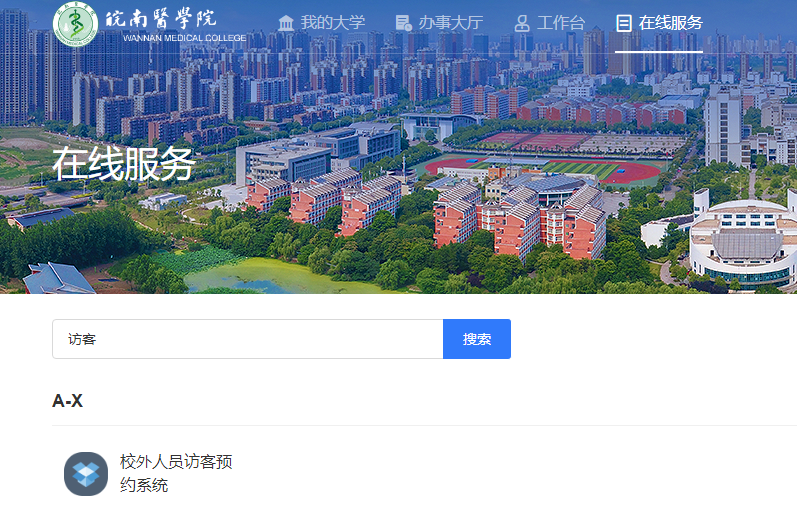 皖南醫學院
WANNAN MEDICAL COLLEGE
我的大学
办事大厅
工作台
在线服务
在线服务
访客
搜索
A-X
校外人员访客预
约系统